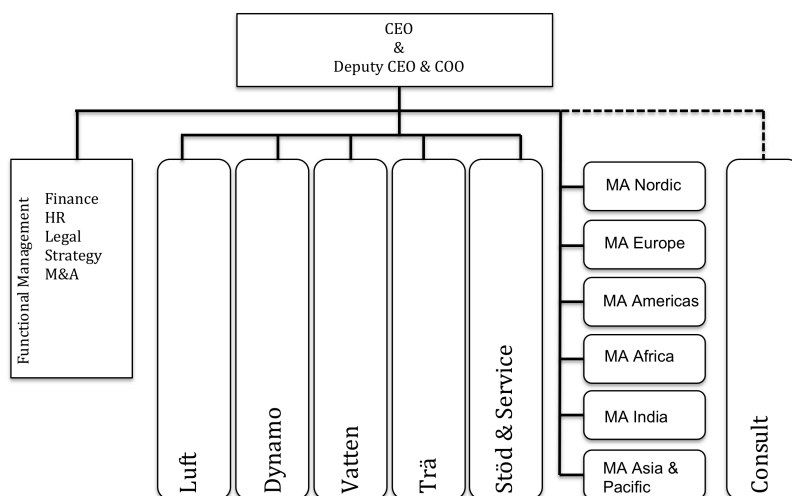 CEO
&
Deputy CEO & COO
Functional Management
Finance
HR
Legal
Strategy
M&A
Luft
Dynamo
Vatten
Trä
Stöd & Service
MA Nordic
MA Europe
MA Americas
MA Africa
MA India
MA Asia &
Pacific
Consult